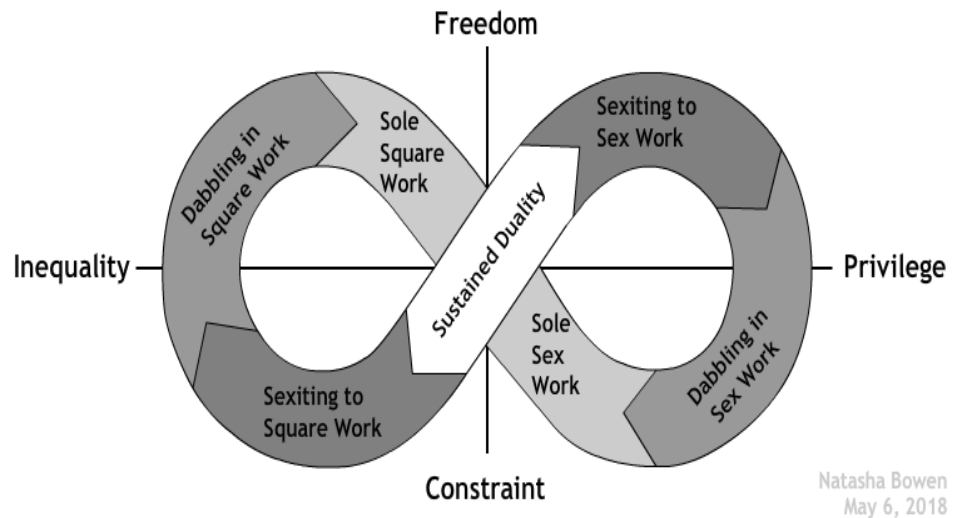 Freedom
Sexiting to
Sex Work
Sole
Square
Work
Dabbling in
Square Work
Sustained Duality
Inequality
Privilege
Sole
Sex
Work
Dabbling in
Sex Work
Sexiting to
Square Work
Constraint
Natasha Bowen
May 6, 2018